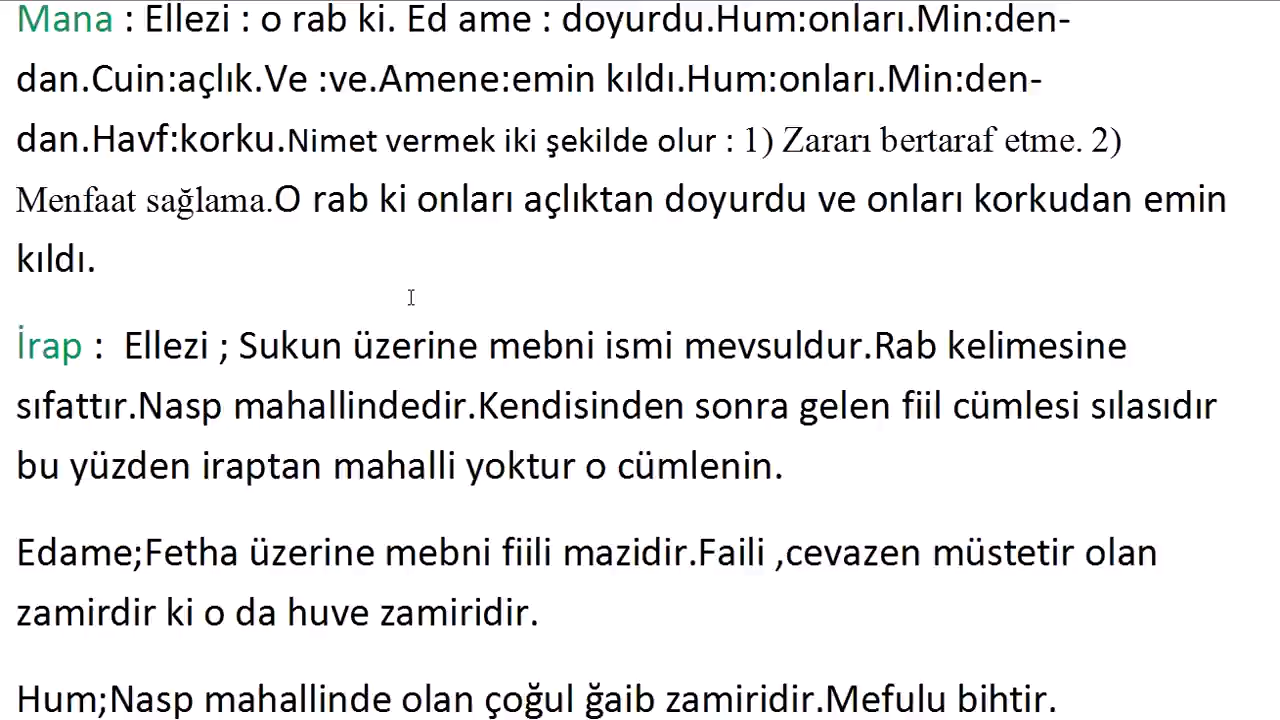 Mana : Ellezi : o rab ki. Ed ame : doyurdu.Hum:onları.Min:den-
dan.Cuin:açlık.Ve :ve.Amene:emin kıldı.Hum:onları.Min:den-
dan.Havf:korku.Nimet vermek iki şekilde olur : 1) Zararı bertaraf etme. 2)
Menfaat sağlama.O rab ki onları açlıktan doyurdu ve onları korkudan emin
kıldı.
İrap :  Ellezi ; Sukun üzerine mebni ismi mevsuldur.Rab kelimesine
sıfattır.Nasp mahallindedir.Kendisinden sonra gelen fiil cümlesi sılasıdır
bu yüzden iraptan mahalli yoktur o cümlenin.
Edame;Fetha üzerine mebni fiili mazidir.Faili ,cevazen müstetir olan
zamirdir ki o da huve zamiridir.
Hum;Nasp mahallinde olan çoğul ğaib zamiridir.Mefulu bihtir.